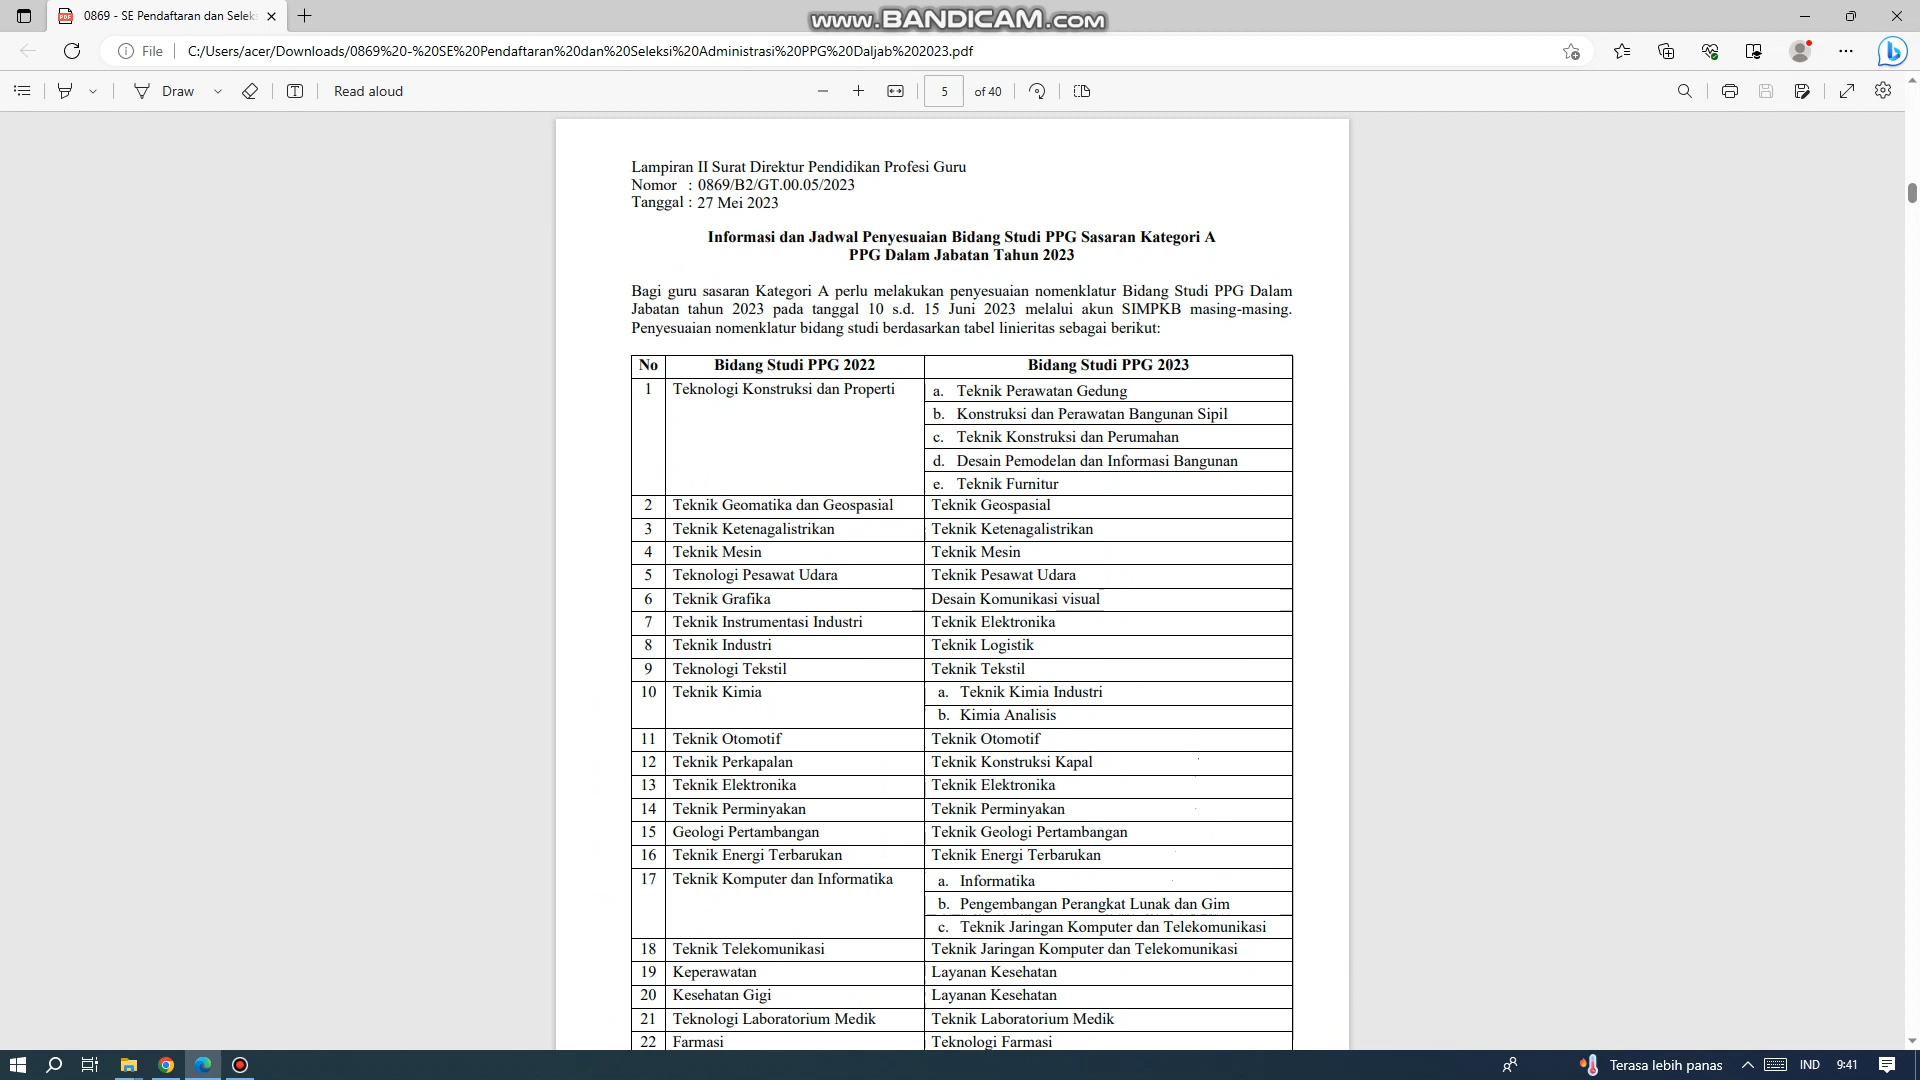 0869 - SE Pendaftaran dan Seleks
www.BANDICAM.com
File
C:/Users/acer/Downloads/0869%20-%20SE%20Pendaftaran%20dan%20Seleksi%20Administrasi%20PPG%20Daljab%202023.pdf
Draw
Read aloud
5 of 40
Lampiran II Surat Direktur Pendidikan Profesi Guru
Nomor : 0869/B2/GT.00.05/2023
Tanggal : 27 Mei 2023
Informasi dan Jadwal Penyesuaian Bidang Studi PPG Sasaran Kategori A
PPG Dalam Jabatan Tahun 2023
Bagi guru sasaran Kategori A perlu melakukan penyesuaian nomenklatur Bidang Studi PPG Dalam
Jabatan tahun 2023 pada tanggal 10 s.d. 15 Juni 2023 melalui akun SIMPKB masing-masing.
Penyesuaian nomenklatur bidang studi berdasarkan tabel linieritas sebagai berikut:
No Bidang Studi PPG 2022 Bidang Studi PPG 2023
1 Teknologi Konstruksi dan Properti a. Teknik Perawatan Gedung
b. Konstruksi dan Perawatan Bangunan Sipil
c. Teknik Konstruksi dan Perumahan
d. Desain Pemodelan dan Informasi Bangunan
e. Teknik Furnitur
2 Teknik Geomatika dan Geospasial Teknik Geospasial
3 Teknik Ketenagalistrikan Teknik Ketenagalistrikan
4 Teknik Mesin Teknik Mesin
5 Teknologi Pesawat Udara Teknik Pesawat Udara
6 Teknik Grafika Desain Komunikasi visual
7 Teknik Instrumentasi Industri Teknik Elektronika
8 Teknik Industri Teknik Logistik
9 Teknologi Tekstil Teknik Tekstil
10 Teknik Kimia a. Teknik Kimia Industri
b. Kimia Analisis
11 Teknik Otomotif Teknik Otomotif
12 Teknik Perkapalan Teknik Konstruksi Kapal
13 Teknik Elektronika Teknik Elektronika
14 Teknik Perminyakan Teknik Perminyakan
15 Geologi Pertambangan Teknik Geologi Pertambangan
16 Teknik Energi Terbarukan Teknik Energi Terbarukan
17 Teknik Komputer dan Informatika a. Informatika
b. Pengembangan Perangkat Lunak dan Gim
c. Teknik Jaringan Komputer dan Telekomunikasi
18 Teknik Telekomunikasi Teknik Jaringan Komputer dan Telekomunikasi
19 Keperawatan Layanan Kesehatan
20 Kesehatan Gigi Layanan Kesehatan
21 Teknologi Laboratorium Medik Teknik Laboratorium Medik
22 Farmasi Teknologi Farmasi
Terasa lebih panas
IND
9:41